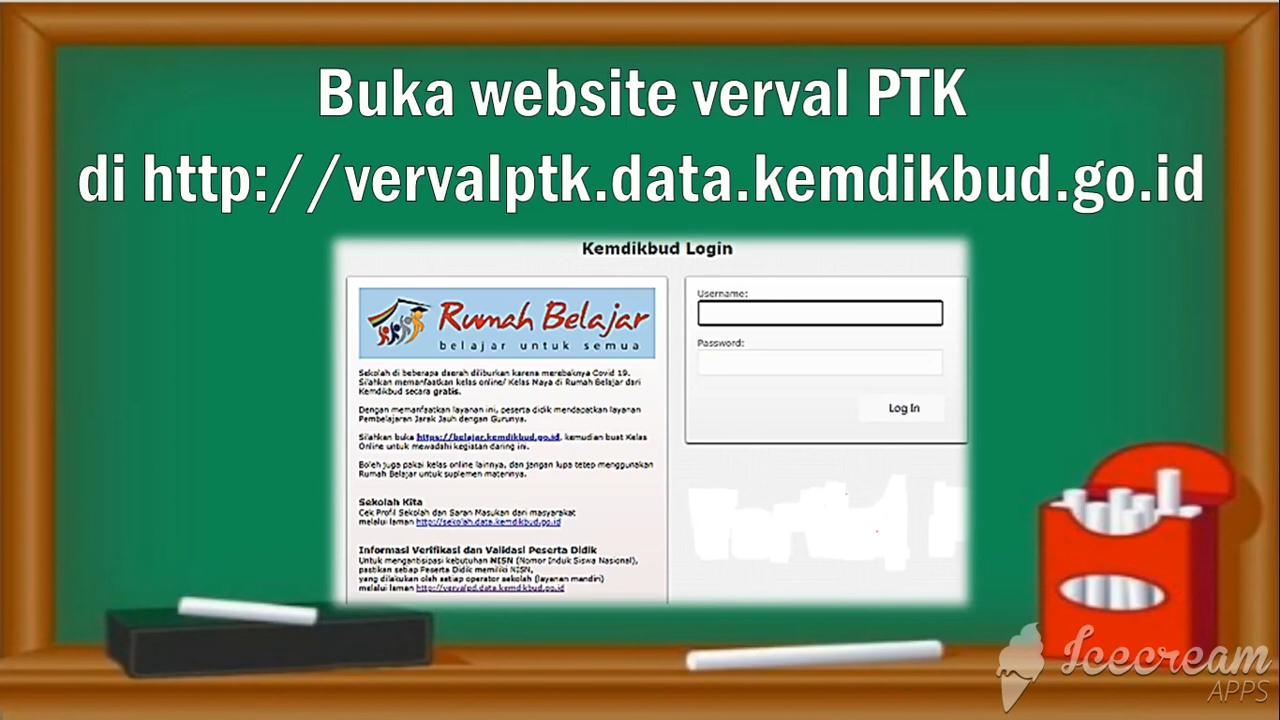 Buka website verval PTK
di http://vervalptk.data.kemdikbud.go.id
Kemdikbud Login
Rumah Belajar
belajar untuk semua
Sekolah di beberapa daerah diliburkan karena merebaknya Covid 19.
Silahkan memanfaatkan kelas online/ Kelas Maya di Rumah Belajar dari
Kemdikbud secara gratis.
Dengan memanfaatkan layanan ini, peserta didik mendapatkan layanan
Pembelajaran Jarak Jauh dengan Gurunya.
Silahkan buka https://belajar.kemdikbud.go.id, kemudian buat Kelas
Online untuk mewadahi kegiatan daring ini.
Boleh juga pakai kelas online lainnya, dan jangan lupa tetep menggunakan
Rumah Belajar untuk suplemen materinya.
Sekolah Kita
Cek Profil Sekolah dan Saran Masukan dari masyarakat
melalui laman http://sekolah.data.kemdikbud.go.id
Informasi Verifikasi dan Validasi Peserta Didik
Untuk mengantisipasi kebutuhan NISN (Nomor Induk Siswa Nasional),
pastikan setiap Peserta Didik memiliki NISN,
yang dilakukan oleh setiap operator sekolah (layanan mandiri)
melalui laman http://vervalpd.data.kemdikbud.go.id
Username:
Password:
Log In
Icecream
APPS